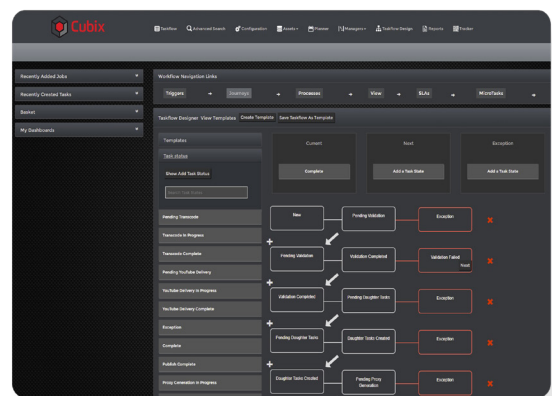 Cubix
Taskflow Advanced Search Configuration Assets Planner Managers Taskflow Design Reports Tracker
Recently Added Jobs
Recently Created Tasks
Basket
My Dashboards
Workflow Navigation Links
Triggers Journeys Processes View SLAs MicroTasks
Taskflow Designer View Templates Create Template Save Taskflow As Template
Templates
Task status
Show Add Task Status
Pending Transcode
Transcode In Progress
Transcode Complete
Pending YouTube Delivery
YouTube Delivery In Progress
YouTube Delivery Complete
Exception
Complete
Publish Complete
Proxy Generation In Progress
Current Next Exception
Complete Add a Task State Add a Task State
New Pending Validation Exception
Pending Validation Validation Completed Validation Failed
Next
Validation Completed Pending Daughter Tasks Exception
Pending Daughter Tasks Daughter Tasks Created Exception
Daughter Tasks Created Pending Proxy Generation Exception